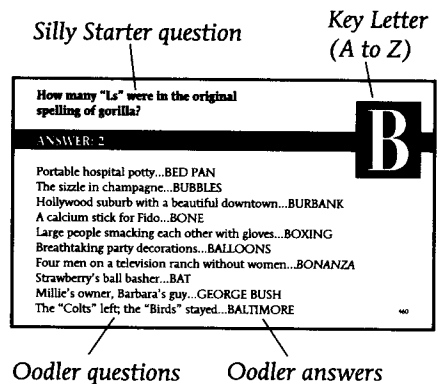 Silly Starter question
Key Letter
(A to Z)
How many "Ls" were in the original
spelling of gorilla?
B
ANSWER: 2
Portable hospital potty...BED PAN
The sizzle in champagne...BUBBLES
Hollywood suburb with a beautiful downtown...BURBANK
A calcium stick for Fido...BONE
Large people smacking each other with gloves...BOXING
Breathtaking party decorations...BALLOONS
Four men on a television ranch without women...BONANZA
Strawberry's ball basher...BAT
Millie's owner, Barbara's guy...GEORGE BUSH
The "Colts" left; the "Birds" stayed...BALTIMORE
460
Oodler questions
Oodler answers